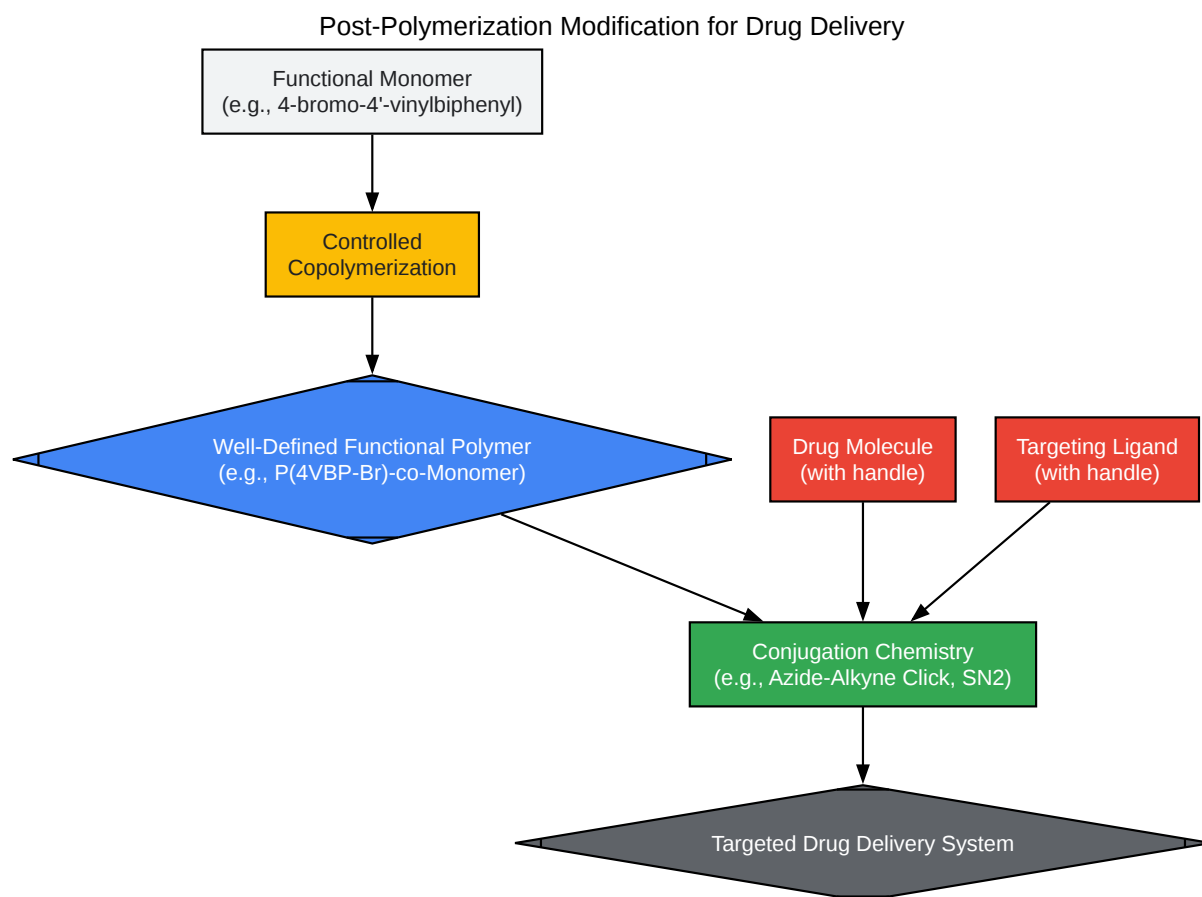 Post-Polymerization Modification for Drug Delivery
Functional Monomer
(e.g., 4-bromo-4'-vinylbiphenyl)
Controlled
Copolymerization
Well-Defined Functional Polymer
(e.g., P(4VBP-Br)-co-Monomer)
Drug Molecule
(with handle)
Targeting Ligand
(with handle)
Conjugation Chemistry
(e.g., Azide-Alkyne Click, SN2)
Targeted Drug Delivery System